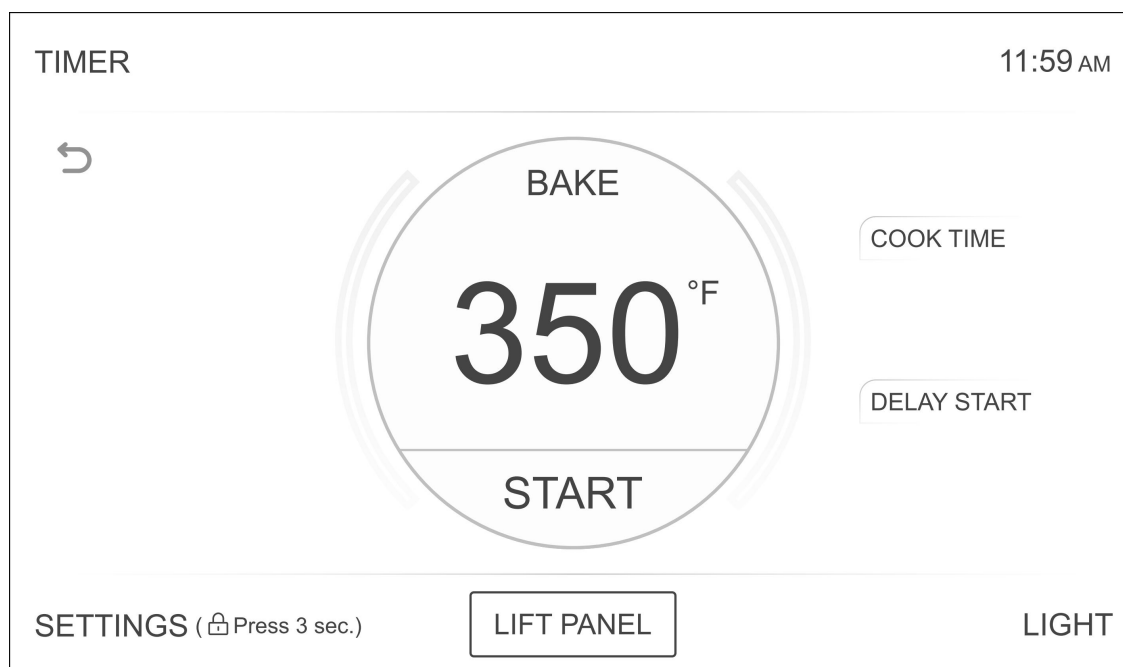 TIMER
11:59 AM
BAKE
350 °F
COOK TIME
DELAY START
START
SETTINGS ( Press 3 sec.)
LIFT PANEL
LIGHT